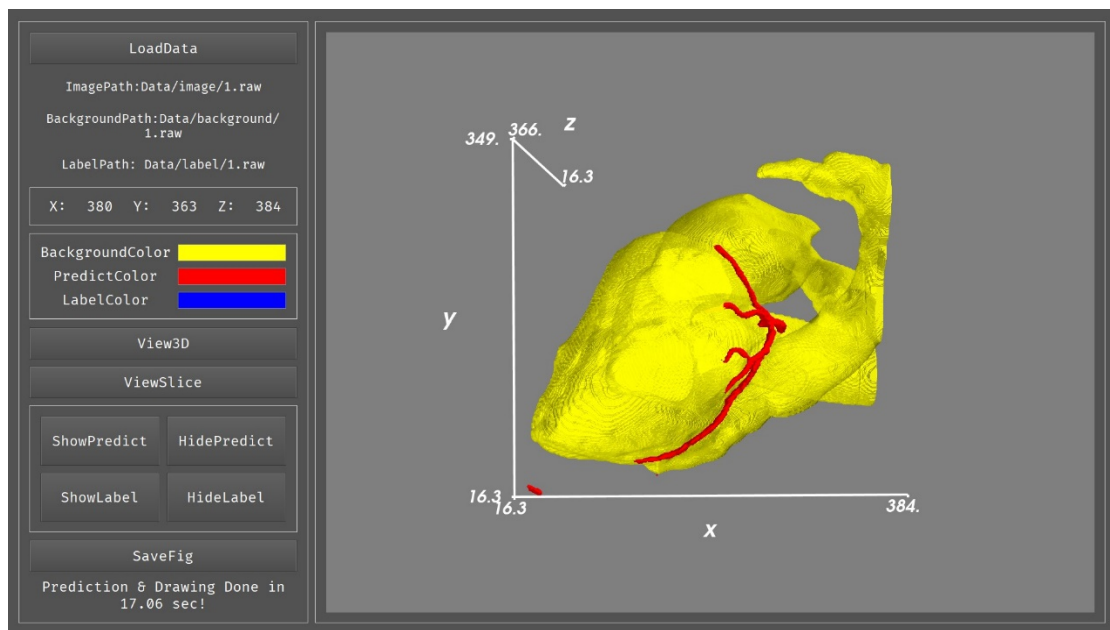 LoadData
ImagePath:Data/image/1.raw
BackgroundPath:Data/background/
1.raw
LabelPath: Data/label/1.raw
X: 380 Y: 363 Z: 384
BackgroundColor
PredictColor
LabelColor
View3D
ViewSlice
ShowPredict HidePredict
ShowLabel HideLabel
SaveFig
Prediction & Drawing Done in
17.06 sec!
349. 366. z
16.3
y
16.3
16.3
384.
x